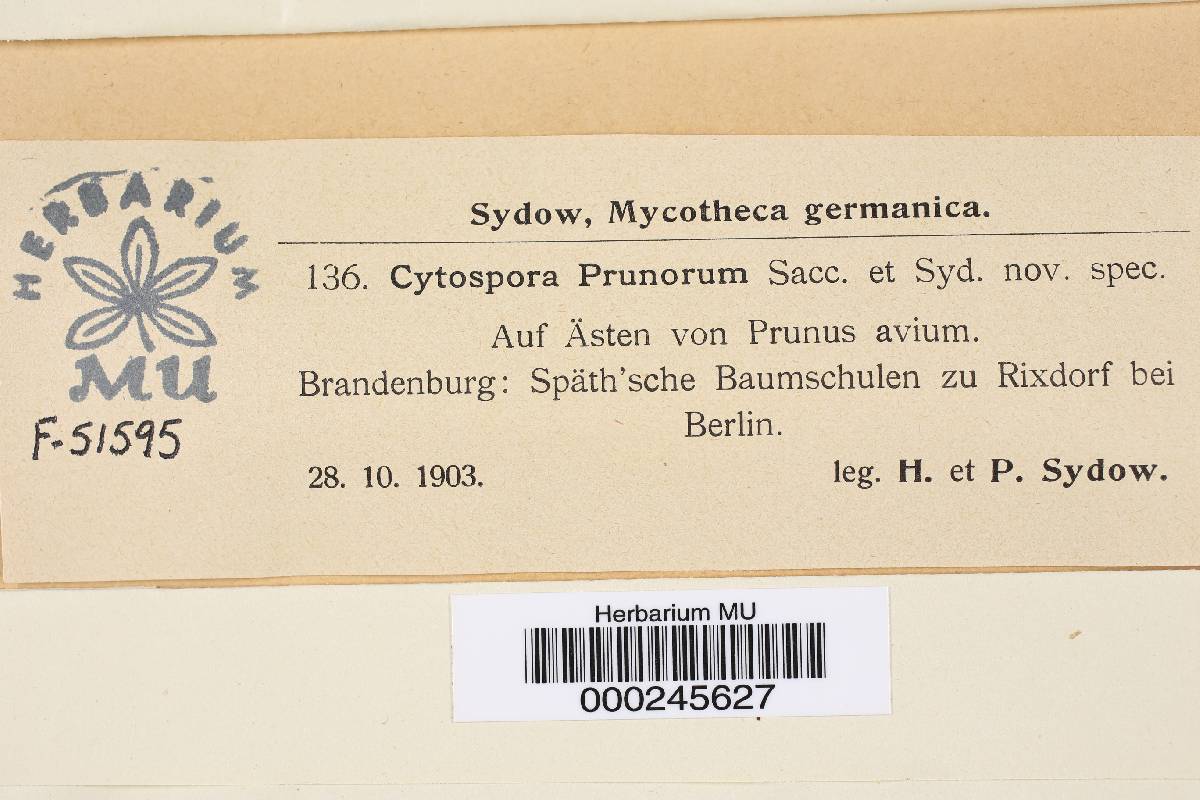 HERBARIUM
MU
F-51595
Sydow, Mycotheca germanica.
136. Cytospora Prunorum Sacc. et Syd. nov. spec.
Auf Ästen von Prunus avium.
Brandenburg: Späth'sche Baumschulen zu Rixdorf bei
Berlin.
28. 10. 1903. leg. H. et P. Sydow.
Herbarium MU
000245627